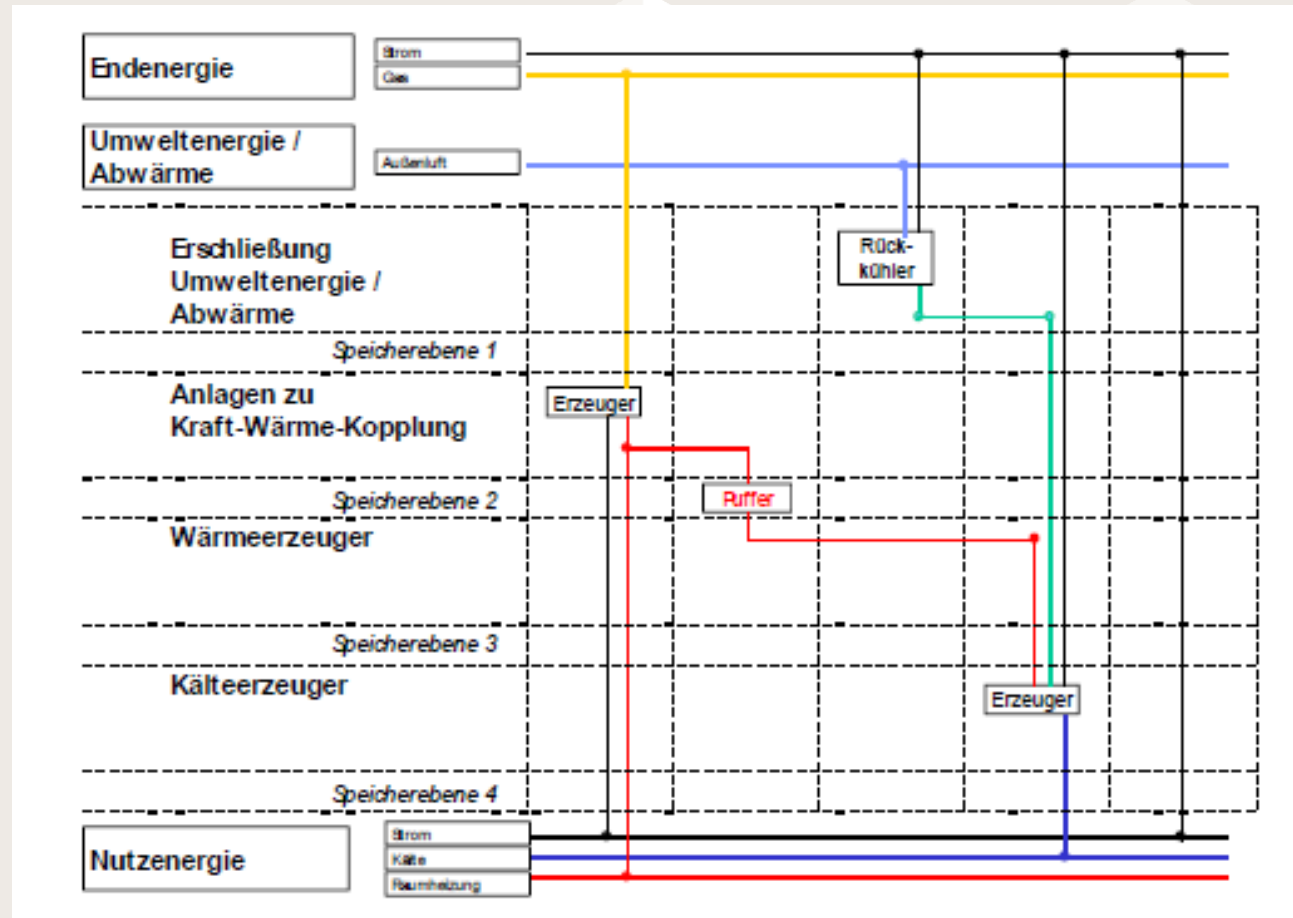 Endenergie
Strom
Gas
Umweltenergie /
Abwärme
Außenluft
Erschließung
Umweltenergie /
Abwärme
Rück-
kühler
Speicherebene 1
Anlagen zu
Kraft-Wärme-Kopplung
Erzeuger
Speicherebene 2
Puffer
Wärmeerzeuger
Speicherebene 3
Kälteerzeuger
Erzeuger
Speicherebene 4
Nutzenergie
Strom
Kälte
Raumheizung